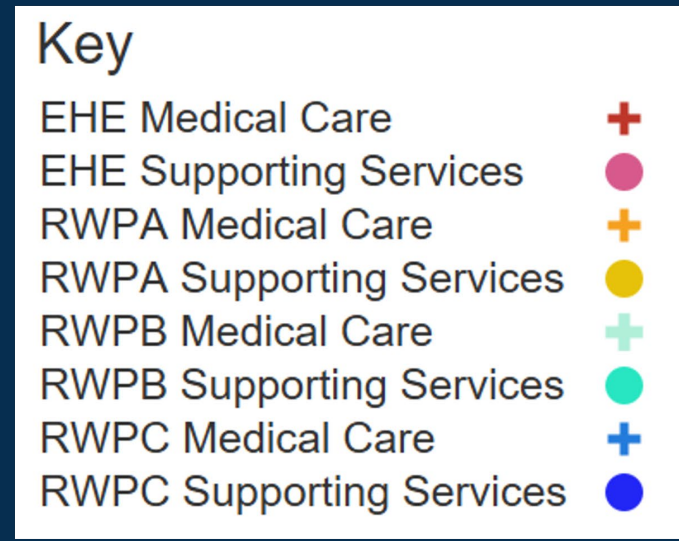 Key
EHE Medical Care
EHE Supporting Services
RWPA Medical Care
RWPA Supporting Services
RWPB Medical Care
RWPB Supporting Services
RWPC Medical Care
RWPC Supporting Services